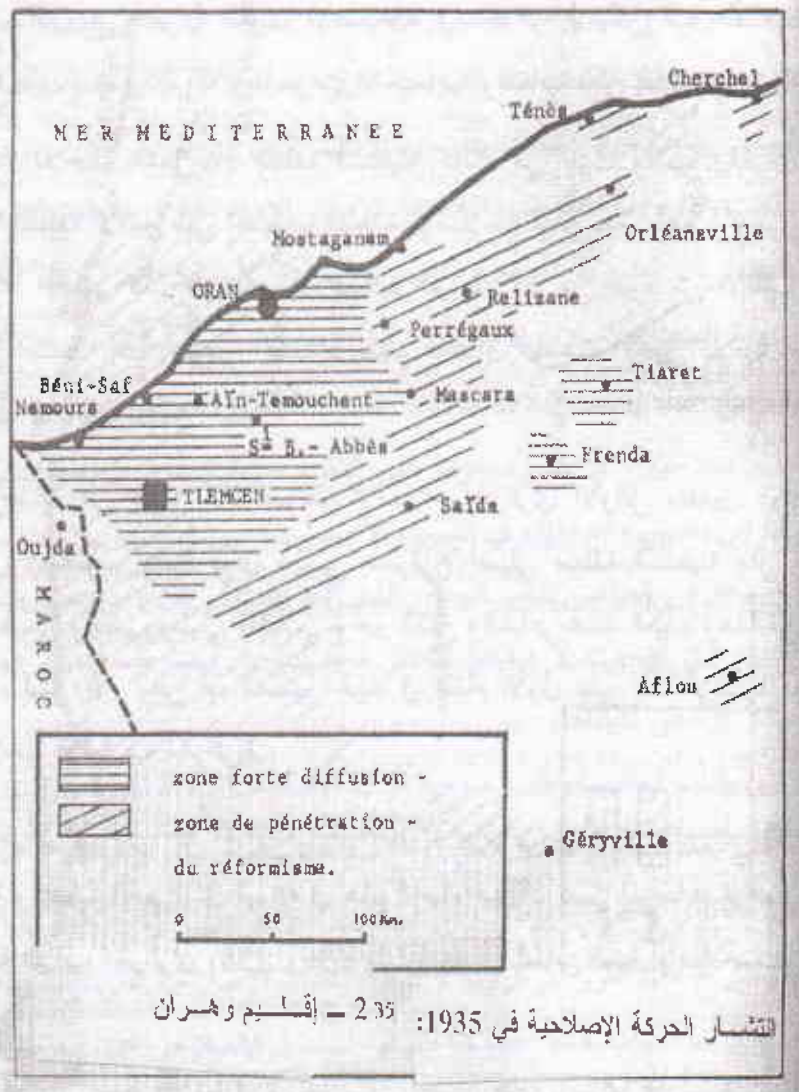 Cherchel
Ténès
MER MEDITERRANEE
Orléansville
Mostaganem
ORAN
Relizane
Perrégaux
Tiaret
Béni-Saf
Nemours
Aïn-Temouchent
Mascara
S¹ B.- Abbès
Frenda
TLEMCEN
Saïda
Oujda
MAROC
Aflou
zone forte diffusion -
zone de pénétration -
du réformisme.
Géryville
0 50 100Km.
انتشار الحركة الإصلاحية في 1935: 2 35 – إقليم وهران